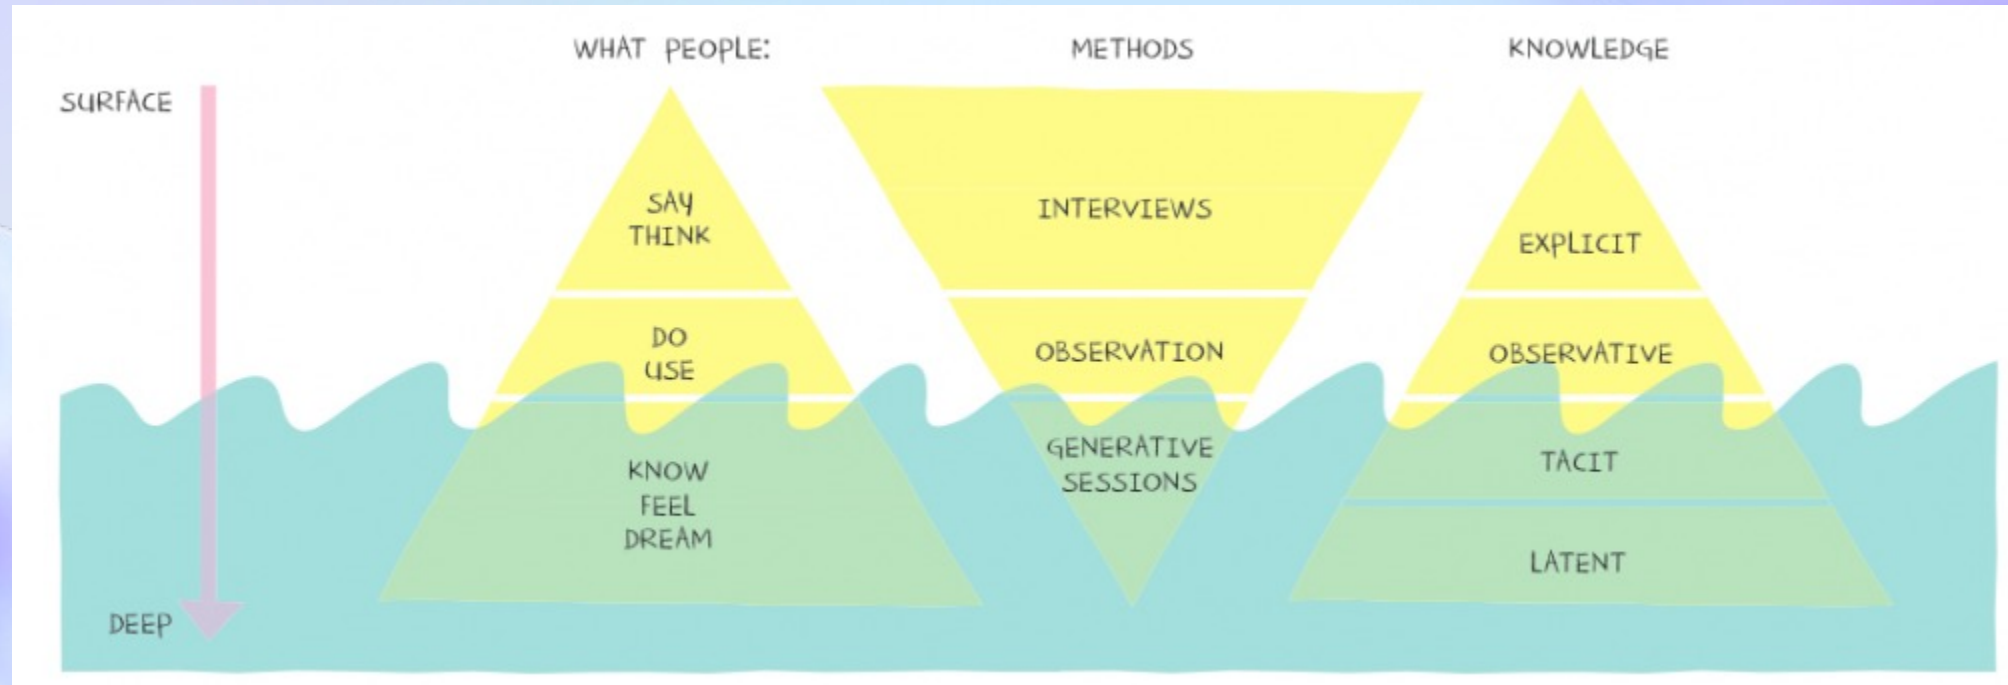 WHAT PEOPLE:
METHODS
KNOWLEDGE
SURFACE
SAY
THINK
INTERVIEWS
EXPLICIT
DO
USE
OBSERVATION
OBSERVATIVE
KNOW
FEEL
DREAM
GENERATIVE
SESSIONS
TACIT
LATENT
DEEP